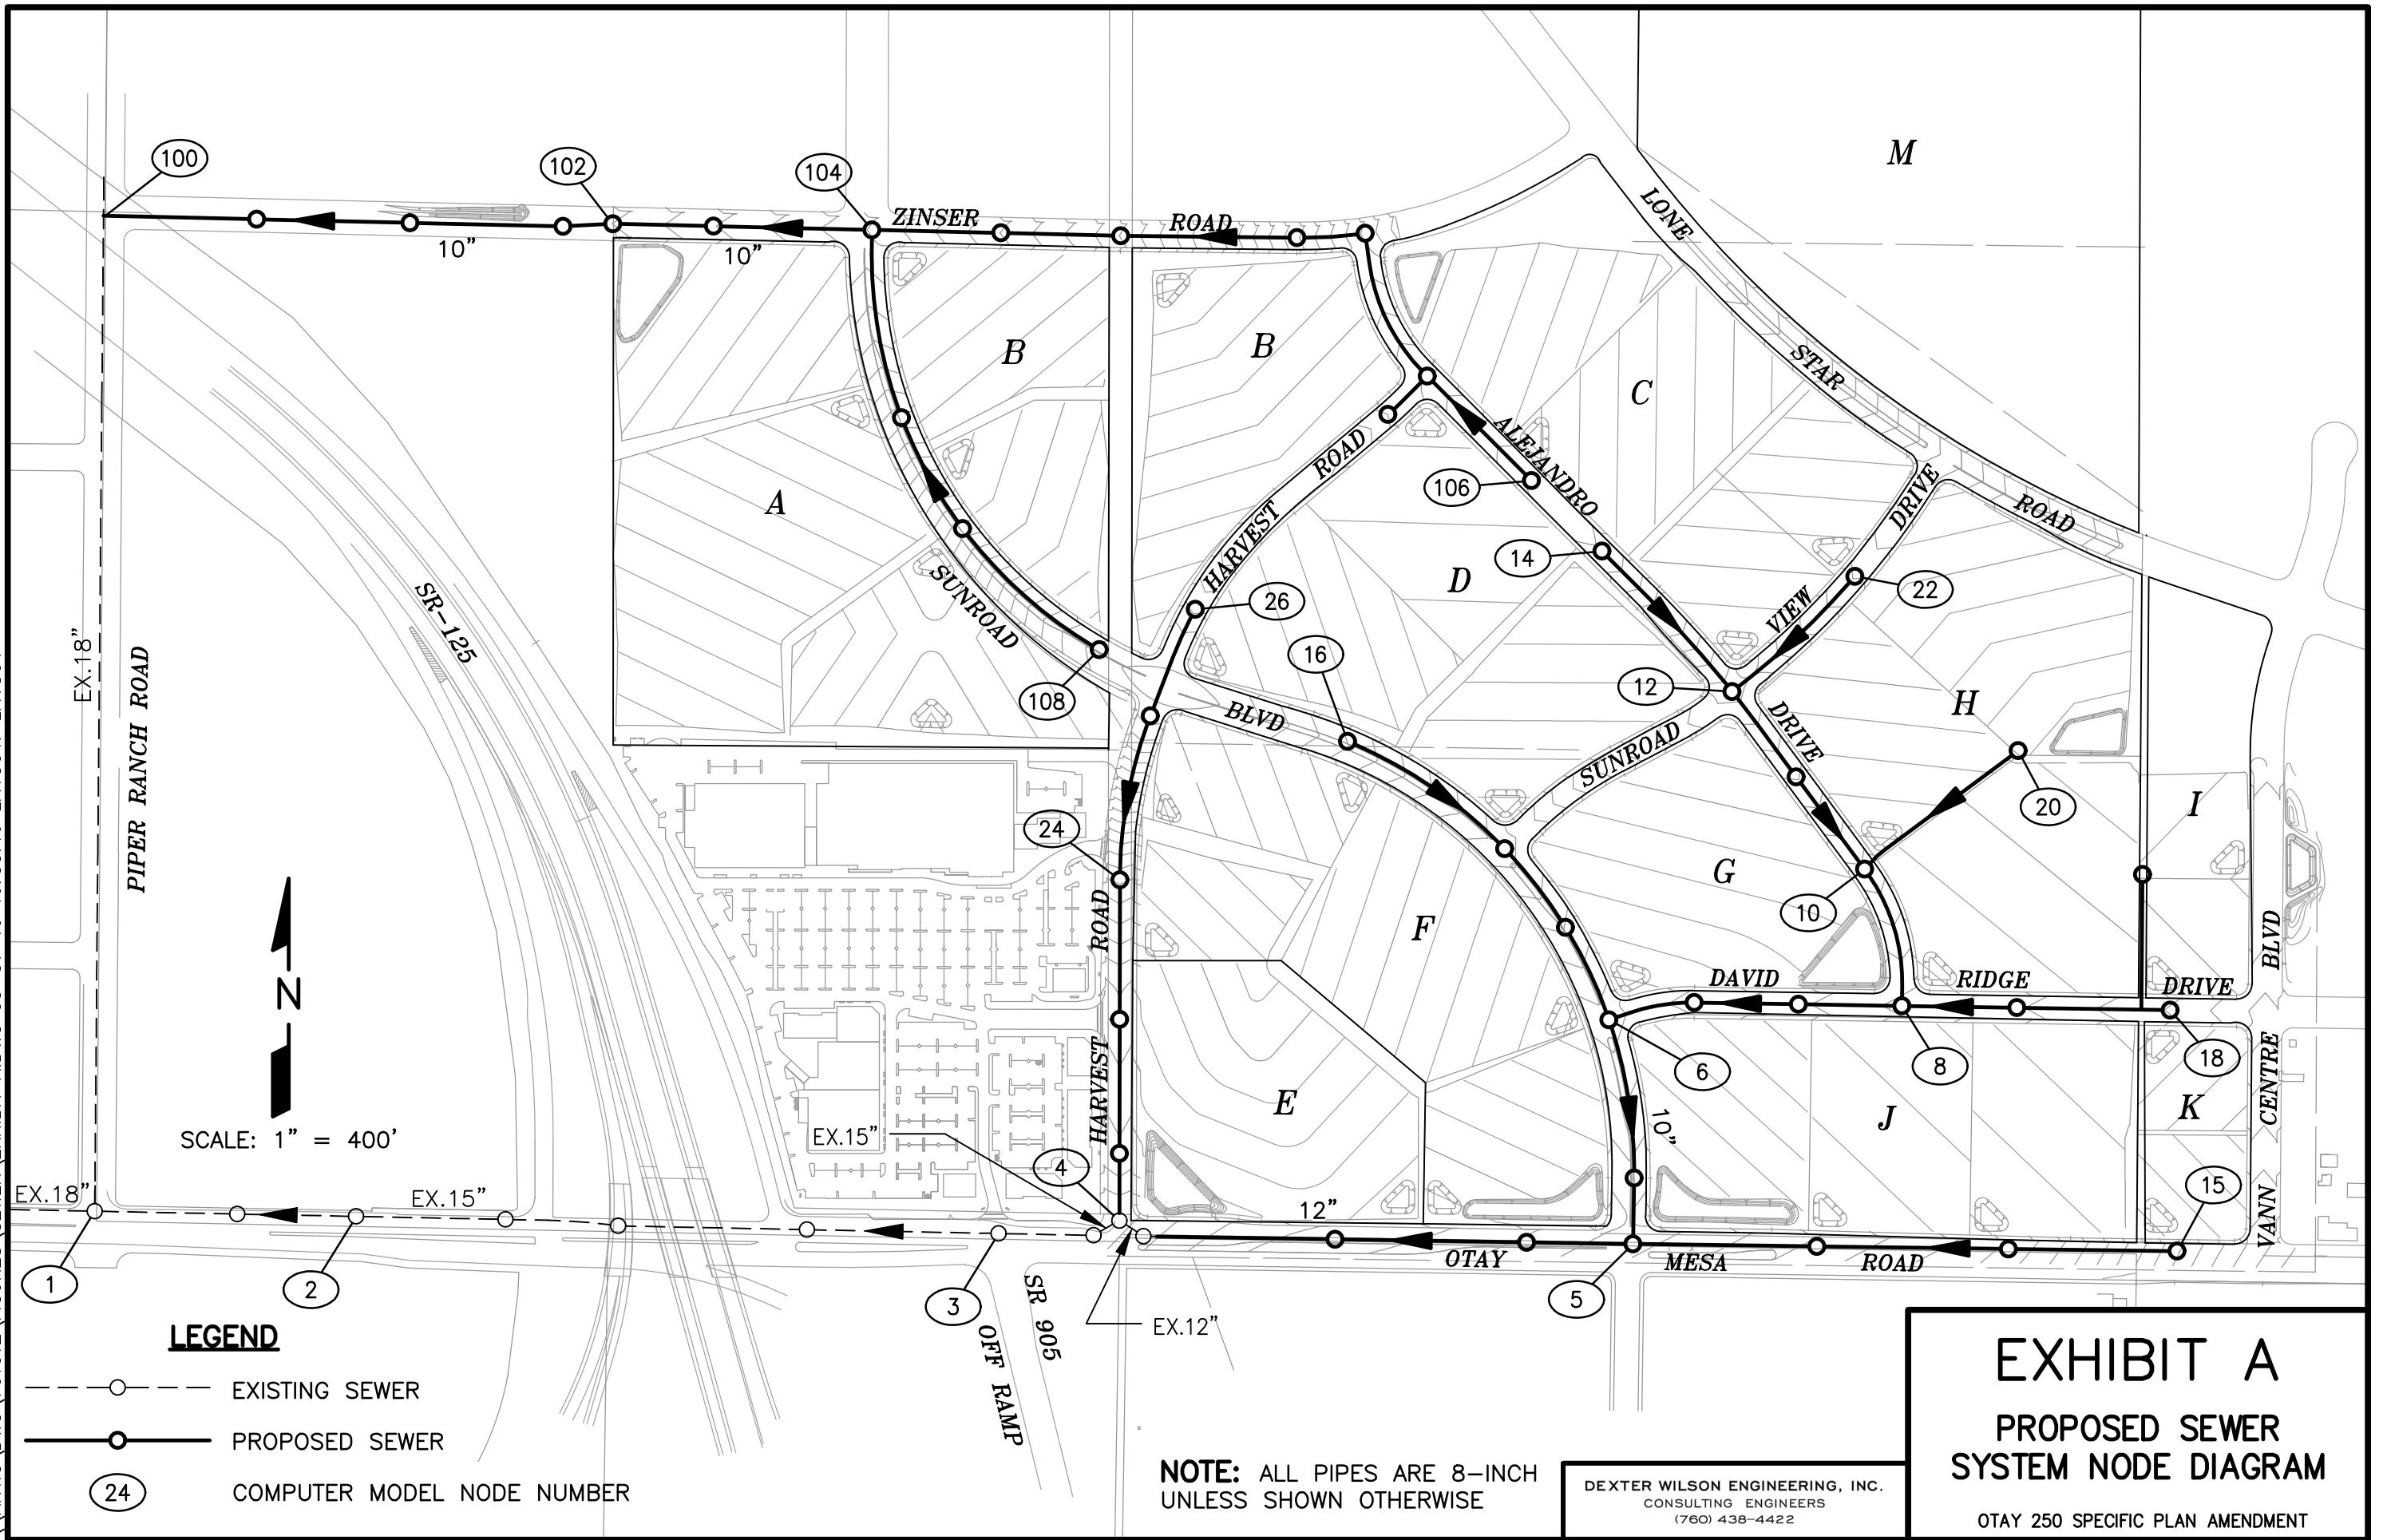 M
100
102
104
ZINSER ROAD
10"
10"
LONE
STAR
ROAD
B
B
C
A
D
HARVEST ROAD
ALEJANDRO
106
14
VIEW
DRIVE
22
26
16
SUNROAD
108
BLVD
12
SUNROAD
DRIVE
H
20
I
SR-125
EX.18"
PIPER RANCH ROAD
24
G
10
F
DAVID RIDGE DRIVE
BLVD
HARVEST ROAD
6
8
18
CENTRE
N
SCALE: 1" = 400'
E
10"
J
K
EX.15"
4
15
VANN
EX.18"
EX.15"
12"
OTAY MESA ROAD
1
2
3
5
SR 905
OFF RAMP
EX.12"
LEGEND
EXISTING SEWER
PROPOSED SEWER
24
COMPUTER MODEL NODE NUMBER
NOTE: ALL PIPES ARE 8-INCH
UNLESS SHOWN OTHERWISE
DEXTER WILSON ENGINEERING, INC.
CONSULTING ENGINEERS
(760) 438-4422
EXHIBIT A
PROPOSED SEWER
SYSTEM NODE DIAGRAM
OTAY 250 SPECIFIC PLAN AMENDMENT